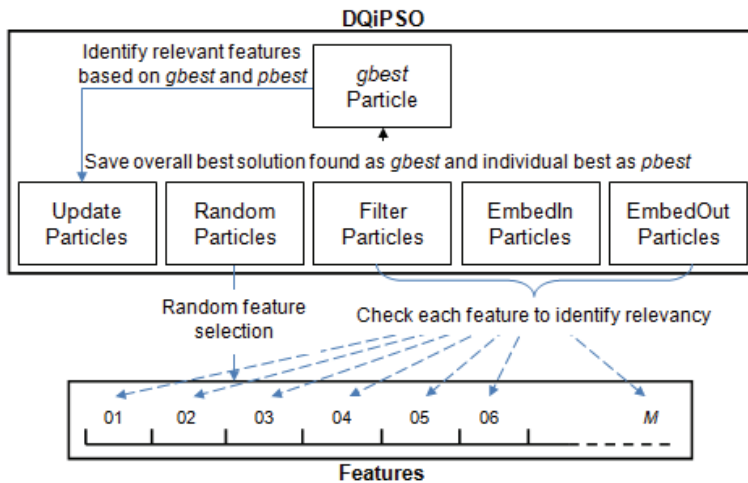 DQiPSO
Identify relevant features
based on gbest and pbest
gbest
Particle
Save overall best solution found as gbest and individual best as pbest
Update
Particles
Random
Particles
Filter
Particles
EmbedIn
Particles
EmbedOut
Particles
Random feature
selection
Check each feature to identify relevancy
01 02 03 04 05 06 M
Features